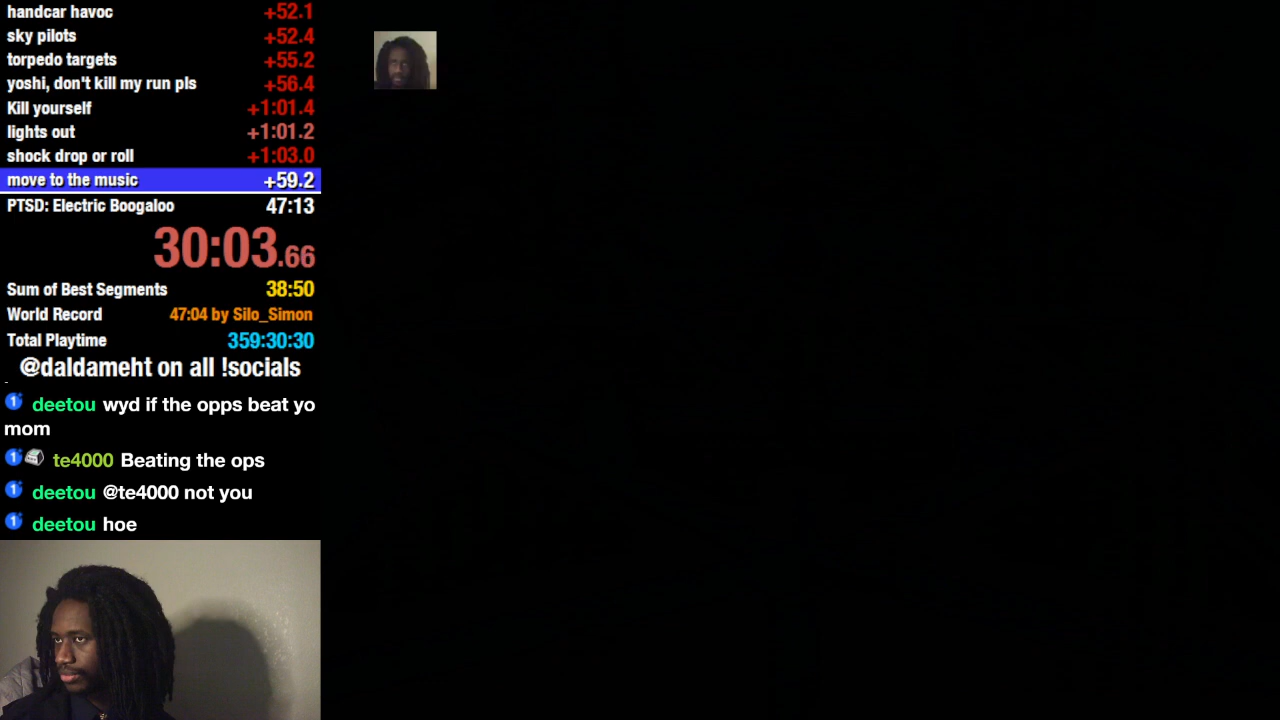 handcar havoc +52.1
sky pilots +52.4
torpedo targets +55.2
yoshi, don't kill my run pls +56.4
Kill yourself +1:01.4
lights out +1:01.2
shock drop or roll +1:03.0
move to the music +59.2
PTSD: Electric Boogaloo 47:13
30:03.66
Sum of Best Segments 38:50
World Record 47:04 by Silo_Simon
Total Playtime 359:30:30
@daldameht on all !socials
deetou wyd if the opps beat yo
mom
te4000 Beating the ops
deetou @te4000 not you
deetou hoe